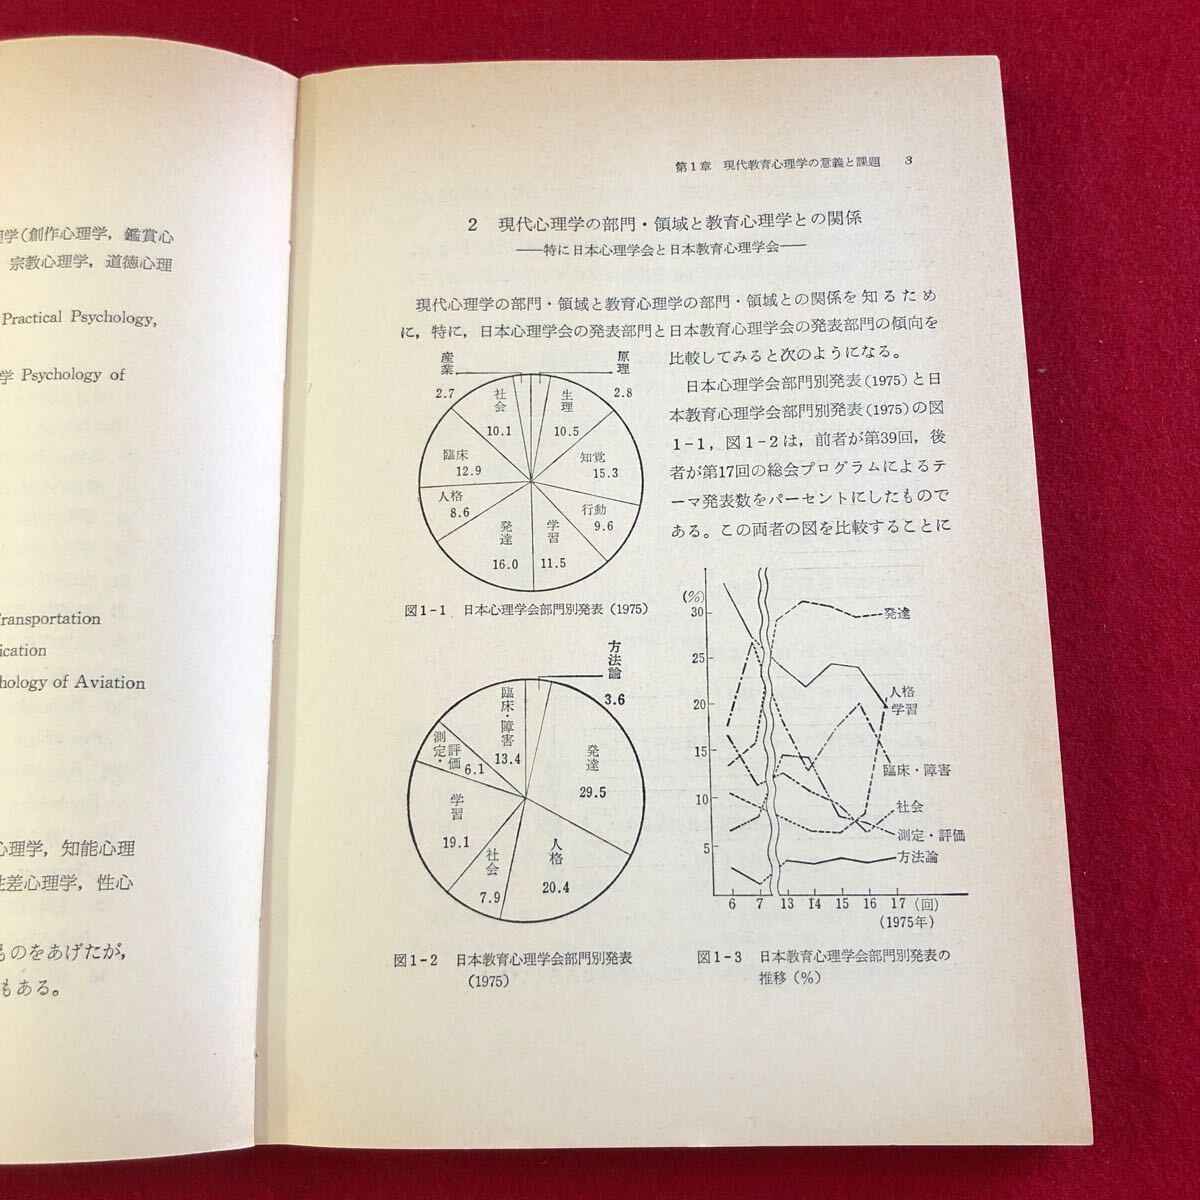 理学(創作心理学，鑑賞心
宗教心理学，道徳心理
Practical Psychology,
学 Psychology of
Transportation
ication
hology of Aviation
心理学，知能心理
性差心理学，性心
ものをあげたが，
もある。
第1章 現代教育心理学の意義と課題 3
2 現代心理学の部門・領域と教育心理学との関係
――特に日本心理学会と日本教育心理学会――
現代心理学の部門・領域と教育心理学の部門・領域との関係を知るため
に，特に，日本心理学会の発表部門と日本教育心理学会の発表部門の傾向を
比較してみると次のようになる。
日本心理学会部門別発表(1975)と日
本教育心理学会部門別発表(1975)の図
1-1，図1-2は，前者が第39回，後
者が第17回の総会プログラムによるテ
ーマ発表数をパーセントにしたもので
ある。この両者の図を比較することに
産業
2.7
原理
2.8
社会
10.1
生理
10.5
臨床
12.9
知覚
15.3
人格
8.6
行動
9.6
発達
16.0
学習
11.5
図1-1 日本心理学会部門別発表(1975)
方法論
3.6
臨床・障害
13.4
測定・評価
6.1
発達
29.5
学習
19.1
社会
7.9
人格
20.4
図1-2 日本教育心理学会部門別発表
(1975)
(%)
30
25
20
15
10
5
発達
人格
学習
臨床・障害
社会
測定・評価
方法論
6 7 13 14 15 16 17 (回)
(1975年)
図1-3 日本教育心理学会部門別発表の
推移(%)